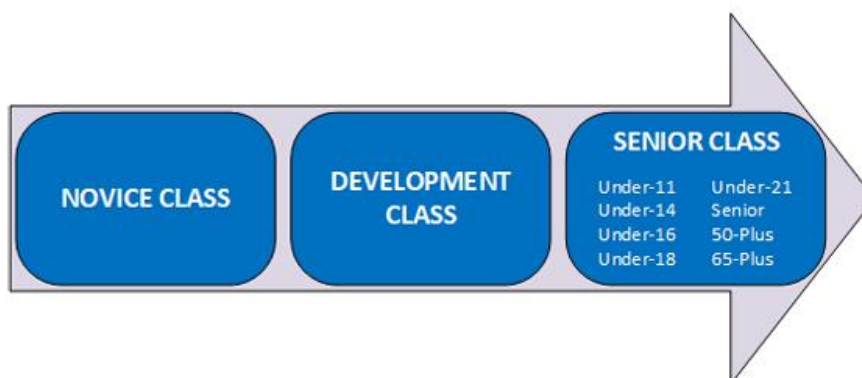 NOVICE CLASS
DEVELOPMENT
CLASS
SENIOR CLASS
Under-11 Under-21
Under-14 Senior
Under-16 50-Plus
Under-18 65-Plus